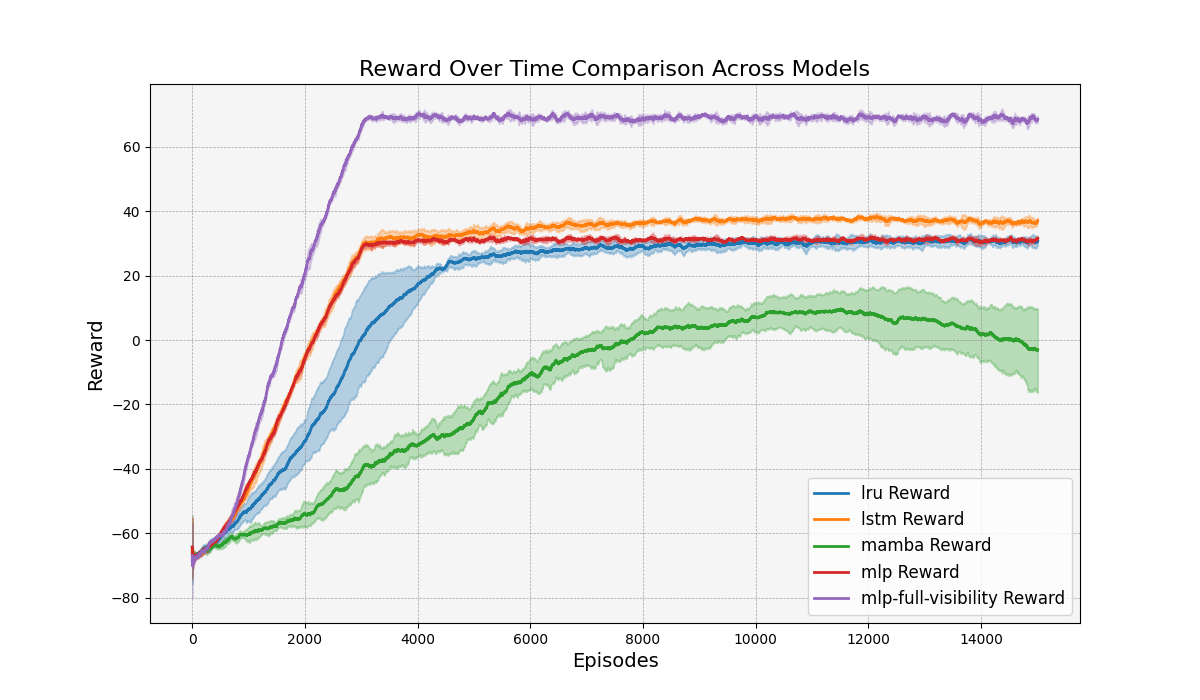 Reward Over Time Comparison Across Models
Reward
60
40
20
0
−20
−40
−60
−80
0 2000 4000 6000 8000 10000 12000 14000
Episodes
lru Reward
lstm Reward
mamba Reward
mlp Reward
mlp-full-visibility Reward